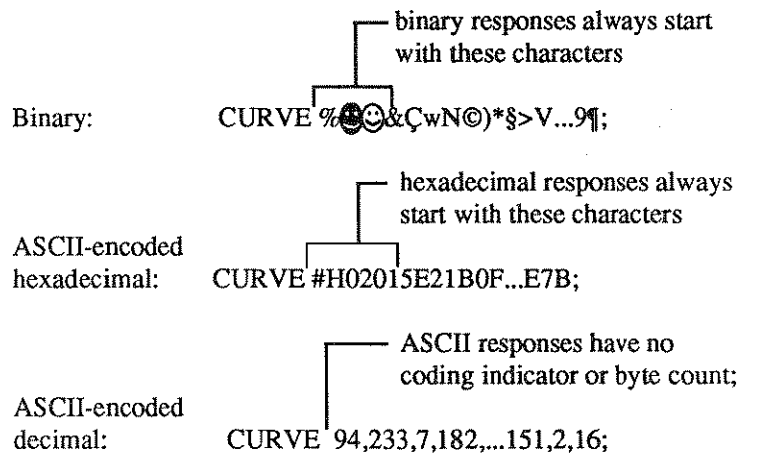 binary responses always start
with these characters
Binary: CURVE %☻☺&ÇwN©)*§>V...9¶;
hexadecimal responses always
start with these characters
ASCII-encoded
hexadecimal: CURVE #H02015E21B0F...E7B;
ASCII responses have no
coding indicator or byte count;
ASCII-encoded
decimal: CURVE 94,233,7,182,...151,2,16;